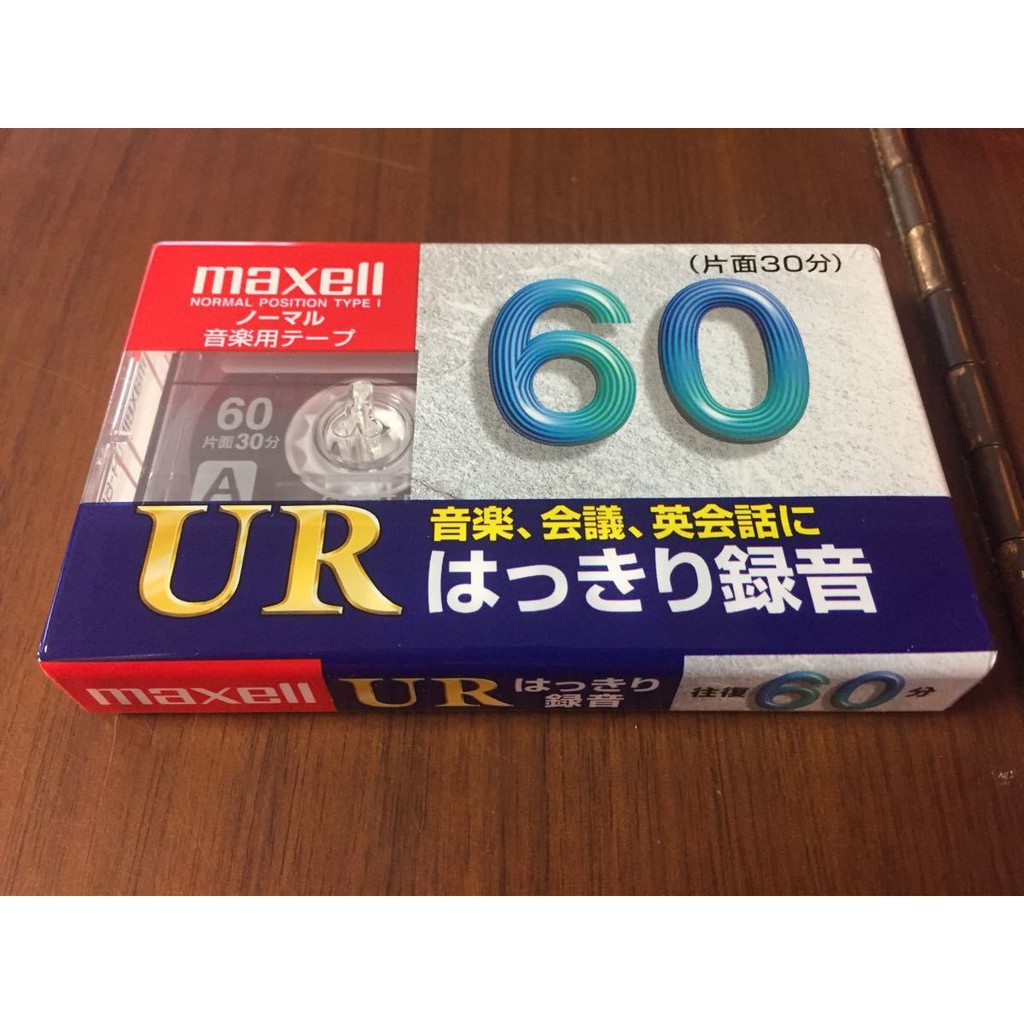 maxell
NORMAL POSITION TYPE I
ノーマル
音楽用テープ
(片面30分)
60
60
片面30分
A
UR
音楽、会議、英会話に
はっきり録音
maxell
UR
はっきり
録音
往復60分